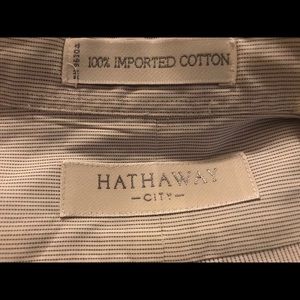 100% IMPORTED COTTON
HATHAWAY
—CITY—